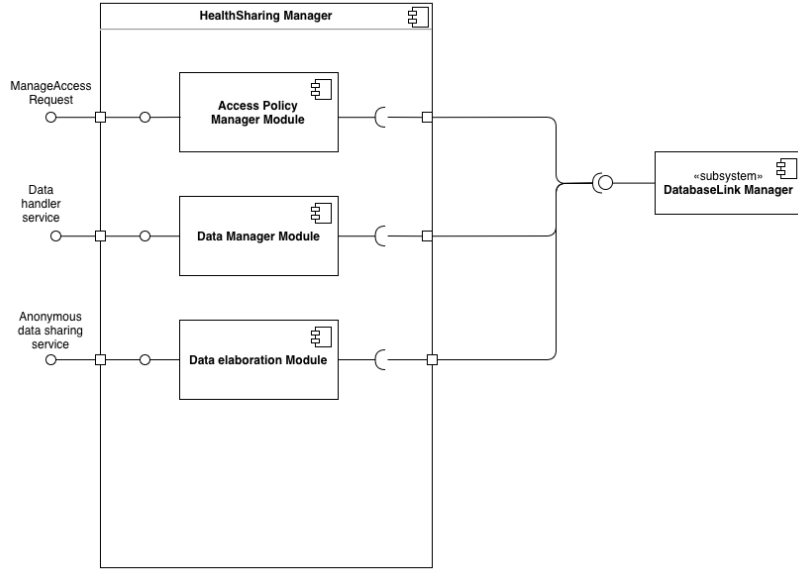 HealthSharing Manager
ManageAccess
Request
Access Policy
Manager Module
«subsystem»
DatabaseLink Manager
Data
handler
service
Data Manager Module
Anonymous
data sharing
service
Data elaboration Module